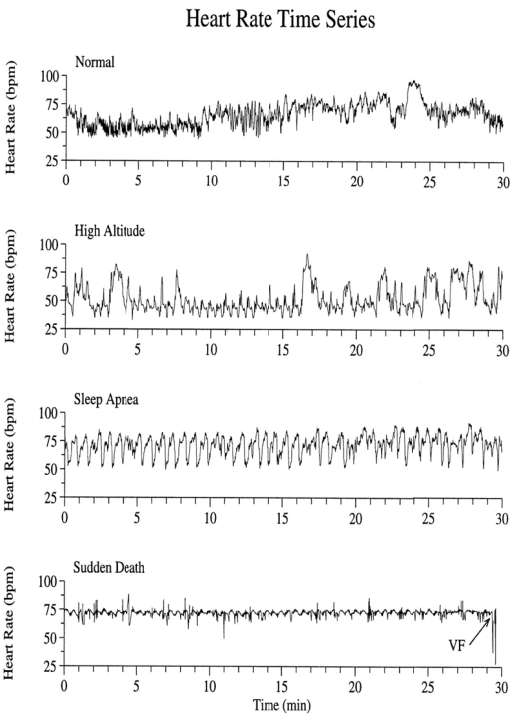 Heart Rate Time Series
Normal
Heart Rate (bpm)
100
75
50
25
0 5 10 15 20 25 30
High Altitude
Heart Rate (bpm)
100
75
50
25
0 5 10 15 20 25 30
Sleep Apnea
Heart Rate (bpm)
100
75
50
25
0 5 10 15 20 25 30
Sudden Death
Heart Rate (bpm)
100
75
50
25
VF
0 5 10 15 20 25 30
Time (min)